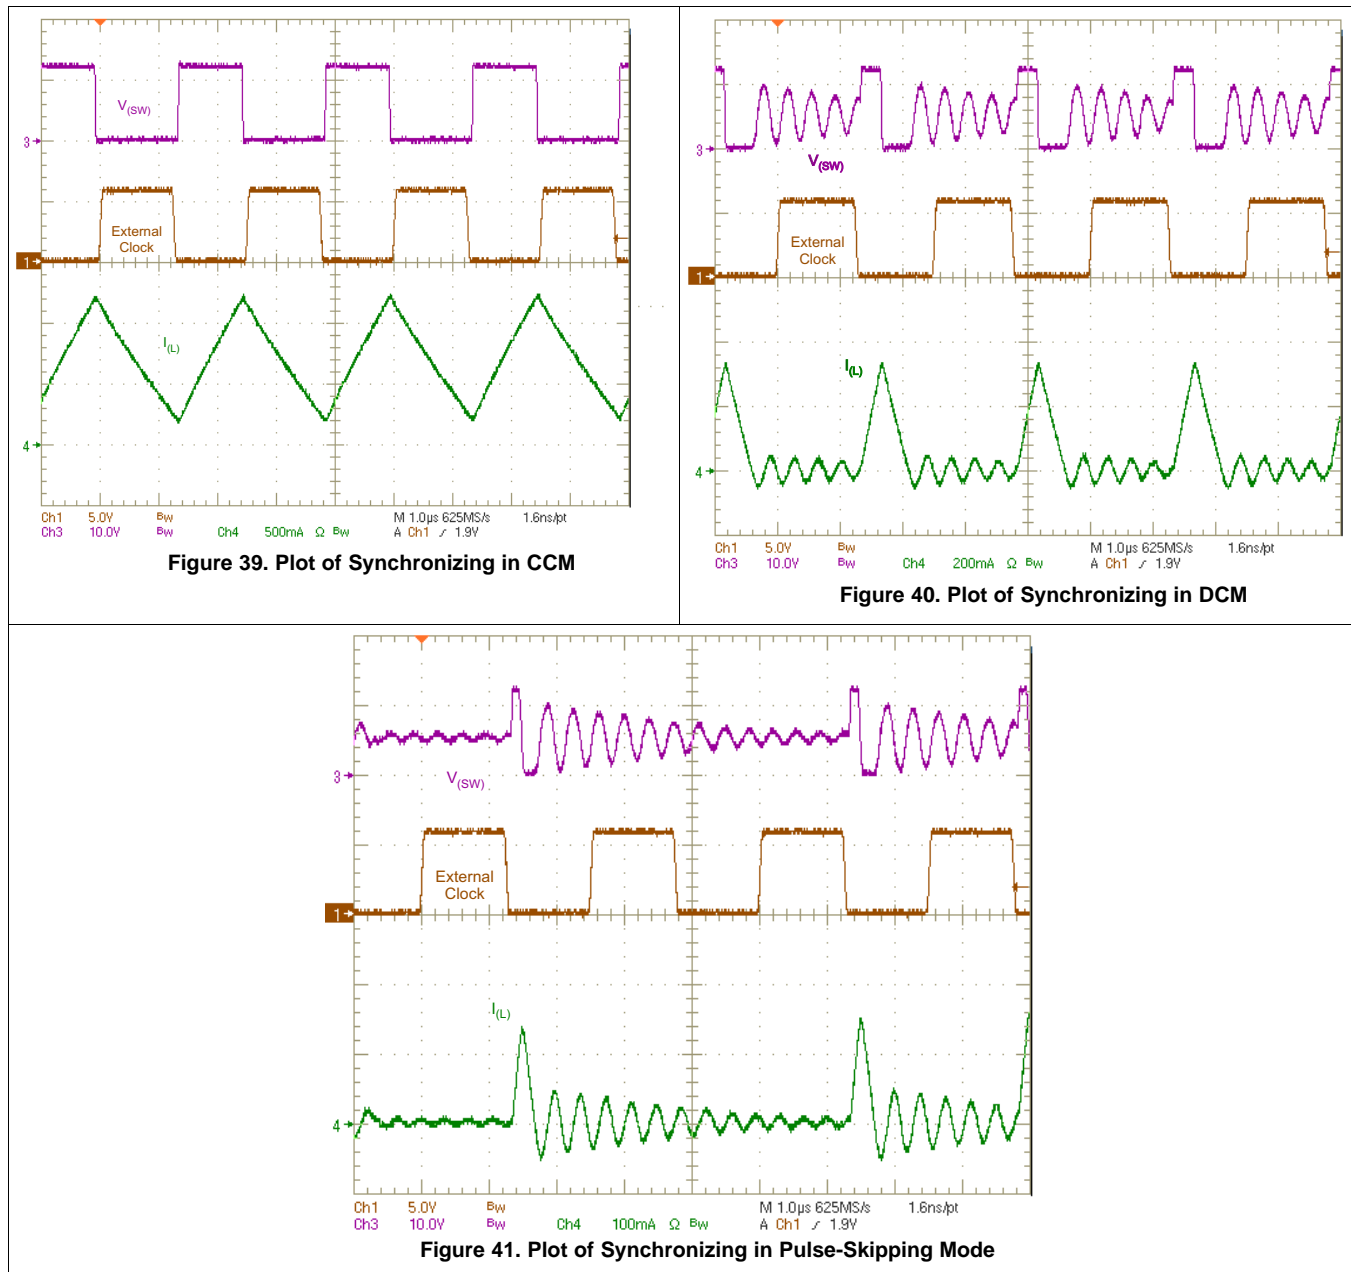 V(SW)
3
External
Clock
1
I(L)
4
Ch1 5.0V Bw M 1.0µs 625MS/s 1.6ns/pt
Ch3 10.0V Bw Ch4 500mA Ω Bw A Ch1 ∫ 1.9V
Figure 39. Plot of Synchronizing in CCM
3
V(SW)
External
Clock
1
I(L)
4
Ch1 5.0V Bw M 1.0µs 625MS/s 1.6ns/pt
Ch3 10.0V Bw Ch4 200mA Ω Bw A Ch1 ∫ 1.9V
Figure 40. Plot of Synchronizing in DCM
3
V(SW)
External
Clock
1
I(L)
4
Ch1 5.0V Bw M 1.0µs 625MS/s 1.6ns/pt
Ch3 10.0V Bw Ch4 100mA Ω Bw A Ch1 ∫ 1.9V
Figure 41. Plot of Synchronizing in Pulse-Skipping Mode